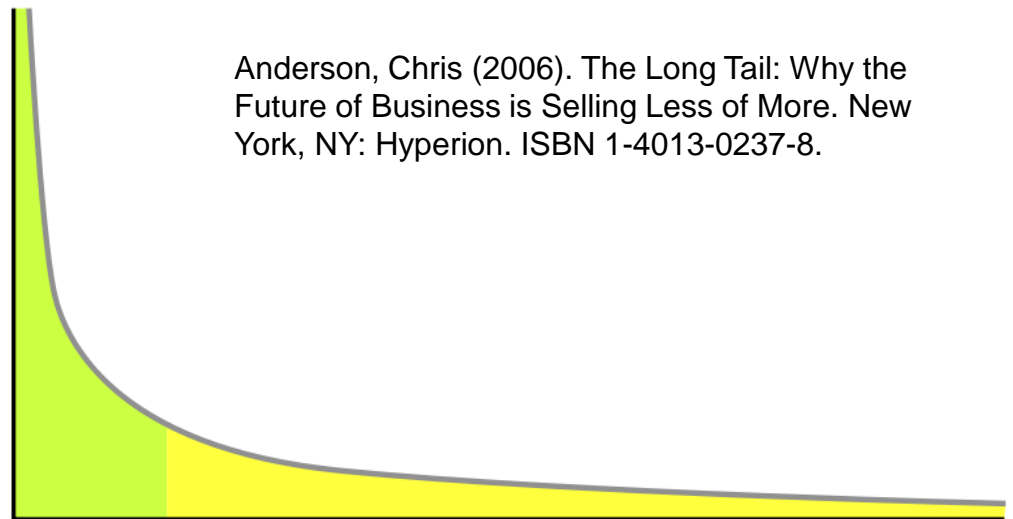 Anderson, Chris (2006). The Long Tail: Why the
Future of Business is Selling Less of More. New
York, NY: Hyperion. ISBN 1-4013-0237-8.